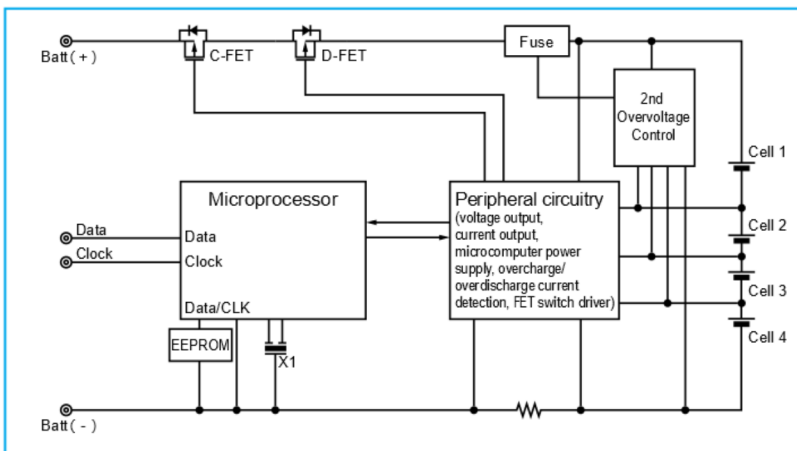 Batt( + )
C-FET
D-FET
Fuse
2nd
Overvoltage
Control
Cell 1
Microprocessor
Peripheral circuitry
(voltage output,
current output,
microcomputer power
supply, overcharge/
overdischarge current
detection, FET switch driver)
Cell 2
Data
Data
Clock
Clock
Cell 3
Data/CLK
Cell 4
EEPROM
X1
Batt( - )